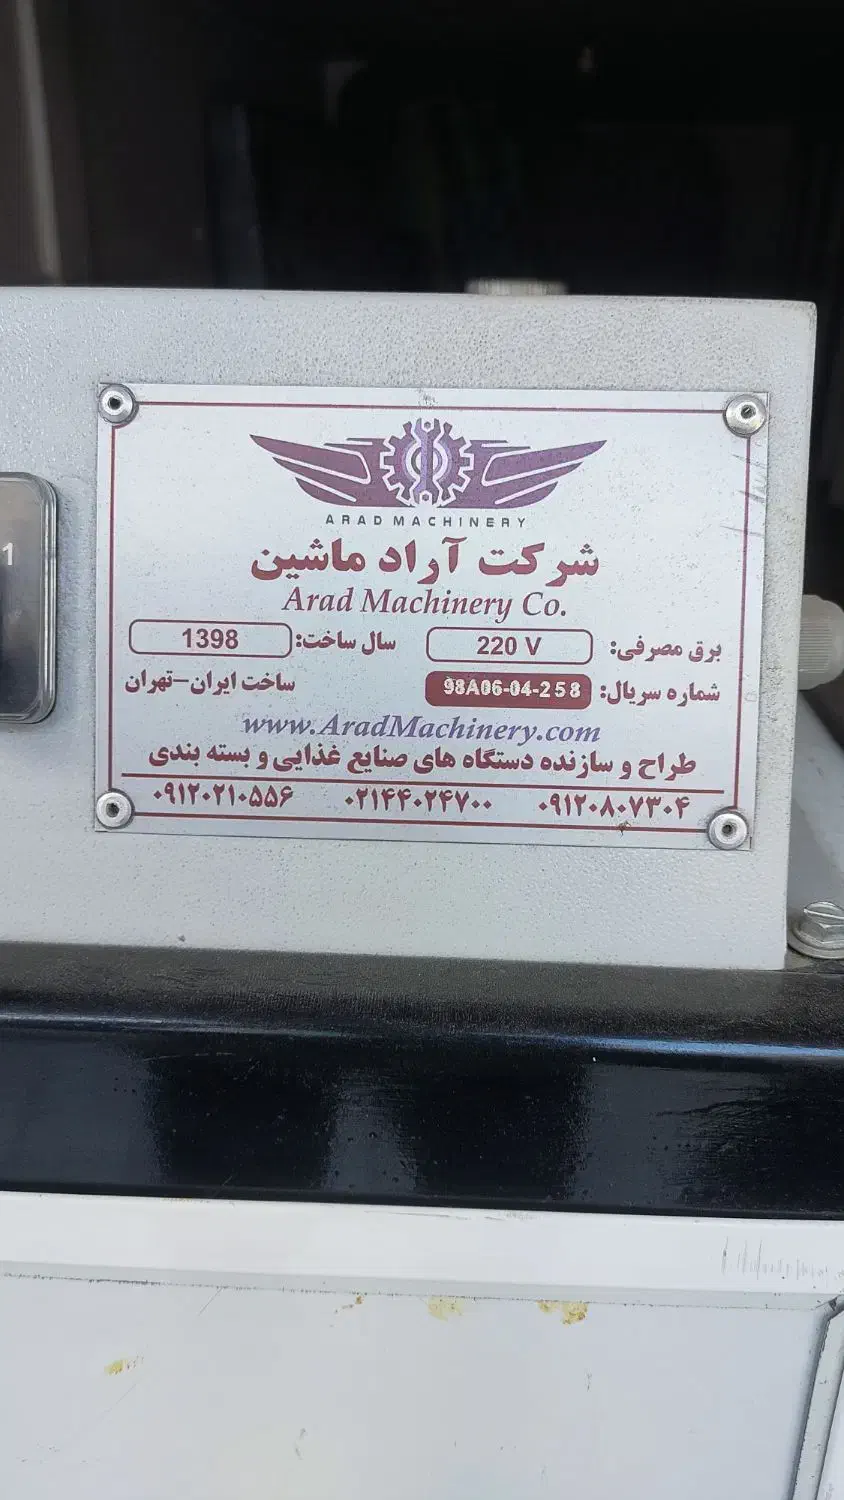 ARAD MACHINERY
شرکت آراد ماشین
Arad Machinery Co.
برق مصرفی: 220 V سال ساخت: 1398
شماره سریال: 98A06-04-258 ساخت ایران–تهران
www.AradMachinery.com
طراح و سازنده دستگاه های صنایع غذایی و بسته بندی
۰۹۱۲۰۲۱۰۵۵۶ ۰۲۱۴۴۰۲۴۷۰۰ ۰۹۱۲۰۸۰۷۳۰۴
1